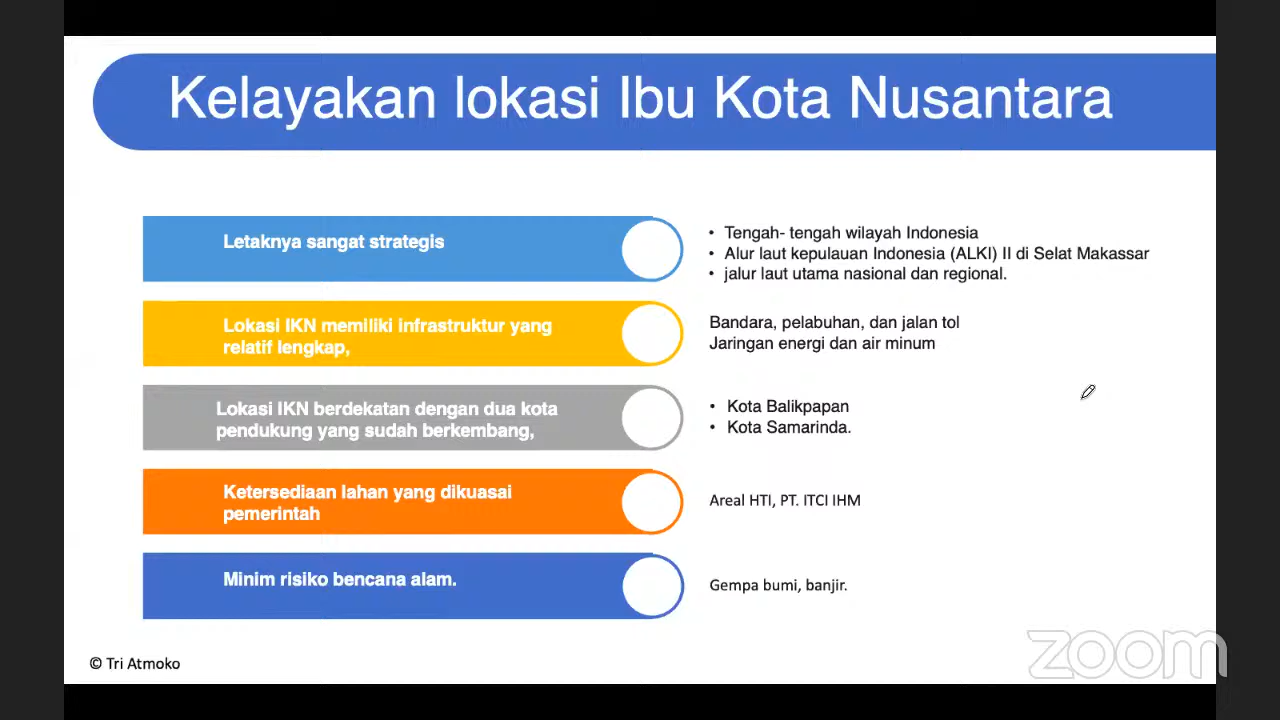 Kelayakan lokasi Ibu Kota Nusantara
Letaknya sangat strategis
• Tengah- tengah wilayah Indonesia
• Alur laut kepulauan Indonesia (ALKI) II di Selat Makassar
• jalur laut utama nasional dan regional.
Lokasi IKN memiliki infrastruktur yang
relatif lengkap,
Bandara, pelabuhan, dan jalan tol
Jaringan energi dan air minum
Lokasi IKN berdekatan dengan dua kota
pendukung yang sudah berkembang,
• Kota Balikpapan
• Kota Samarinda.
Ketersediaan lahan yang dikuasai
pemerintah
Areal HTI, PT. ITCI IHM
Minim risiko bencana alam.
Gempa bumi, banjir.
© Tri Atmoko
zoom